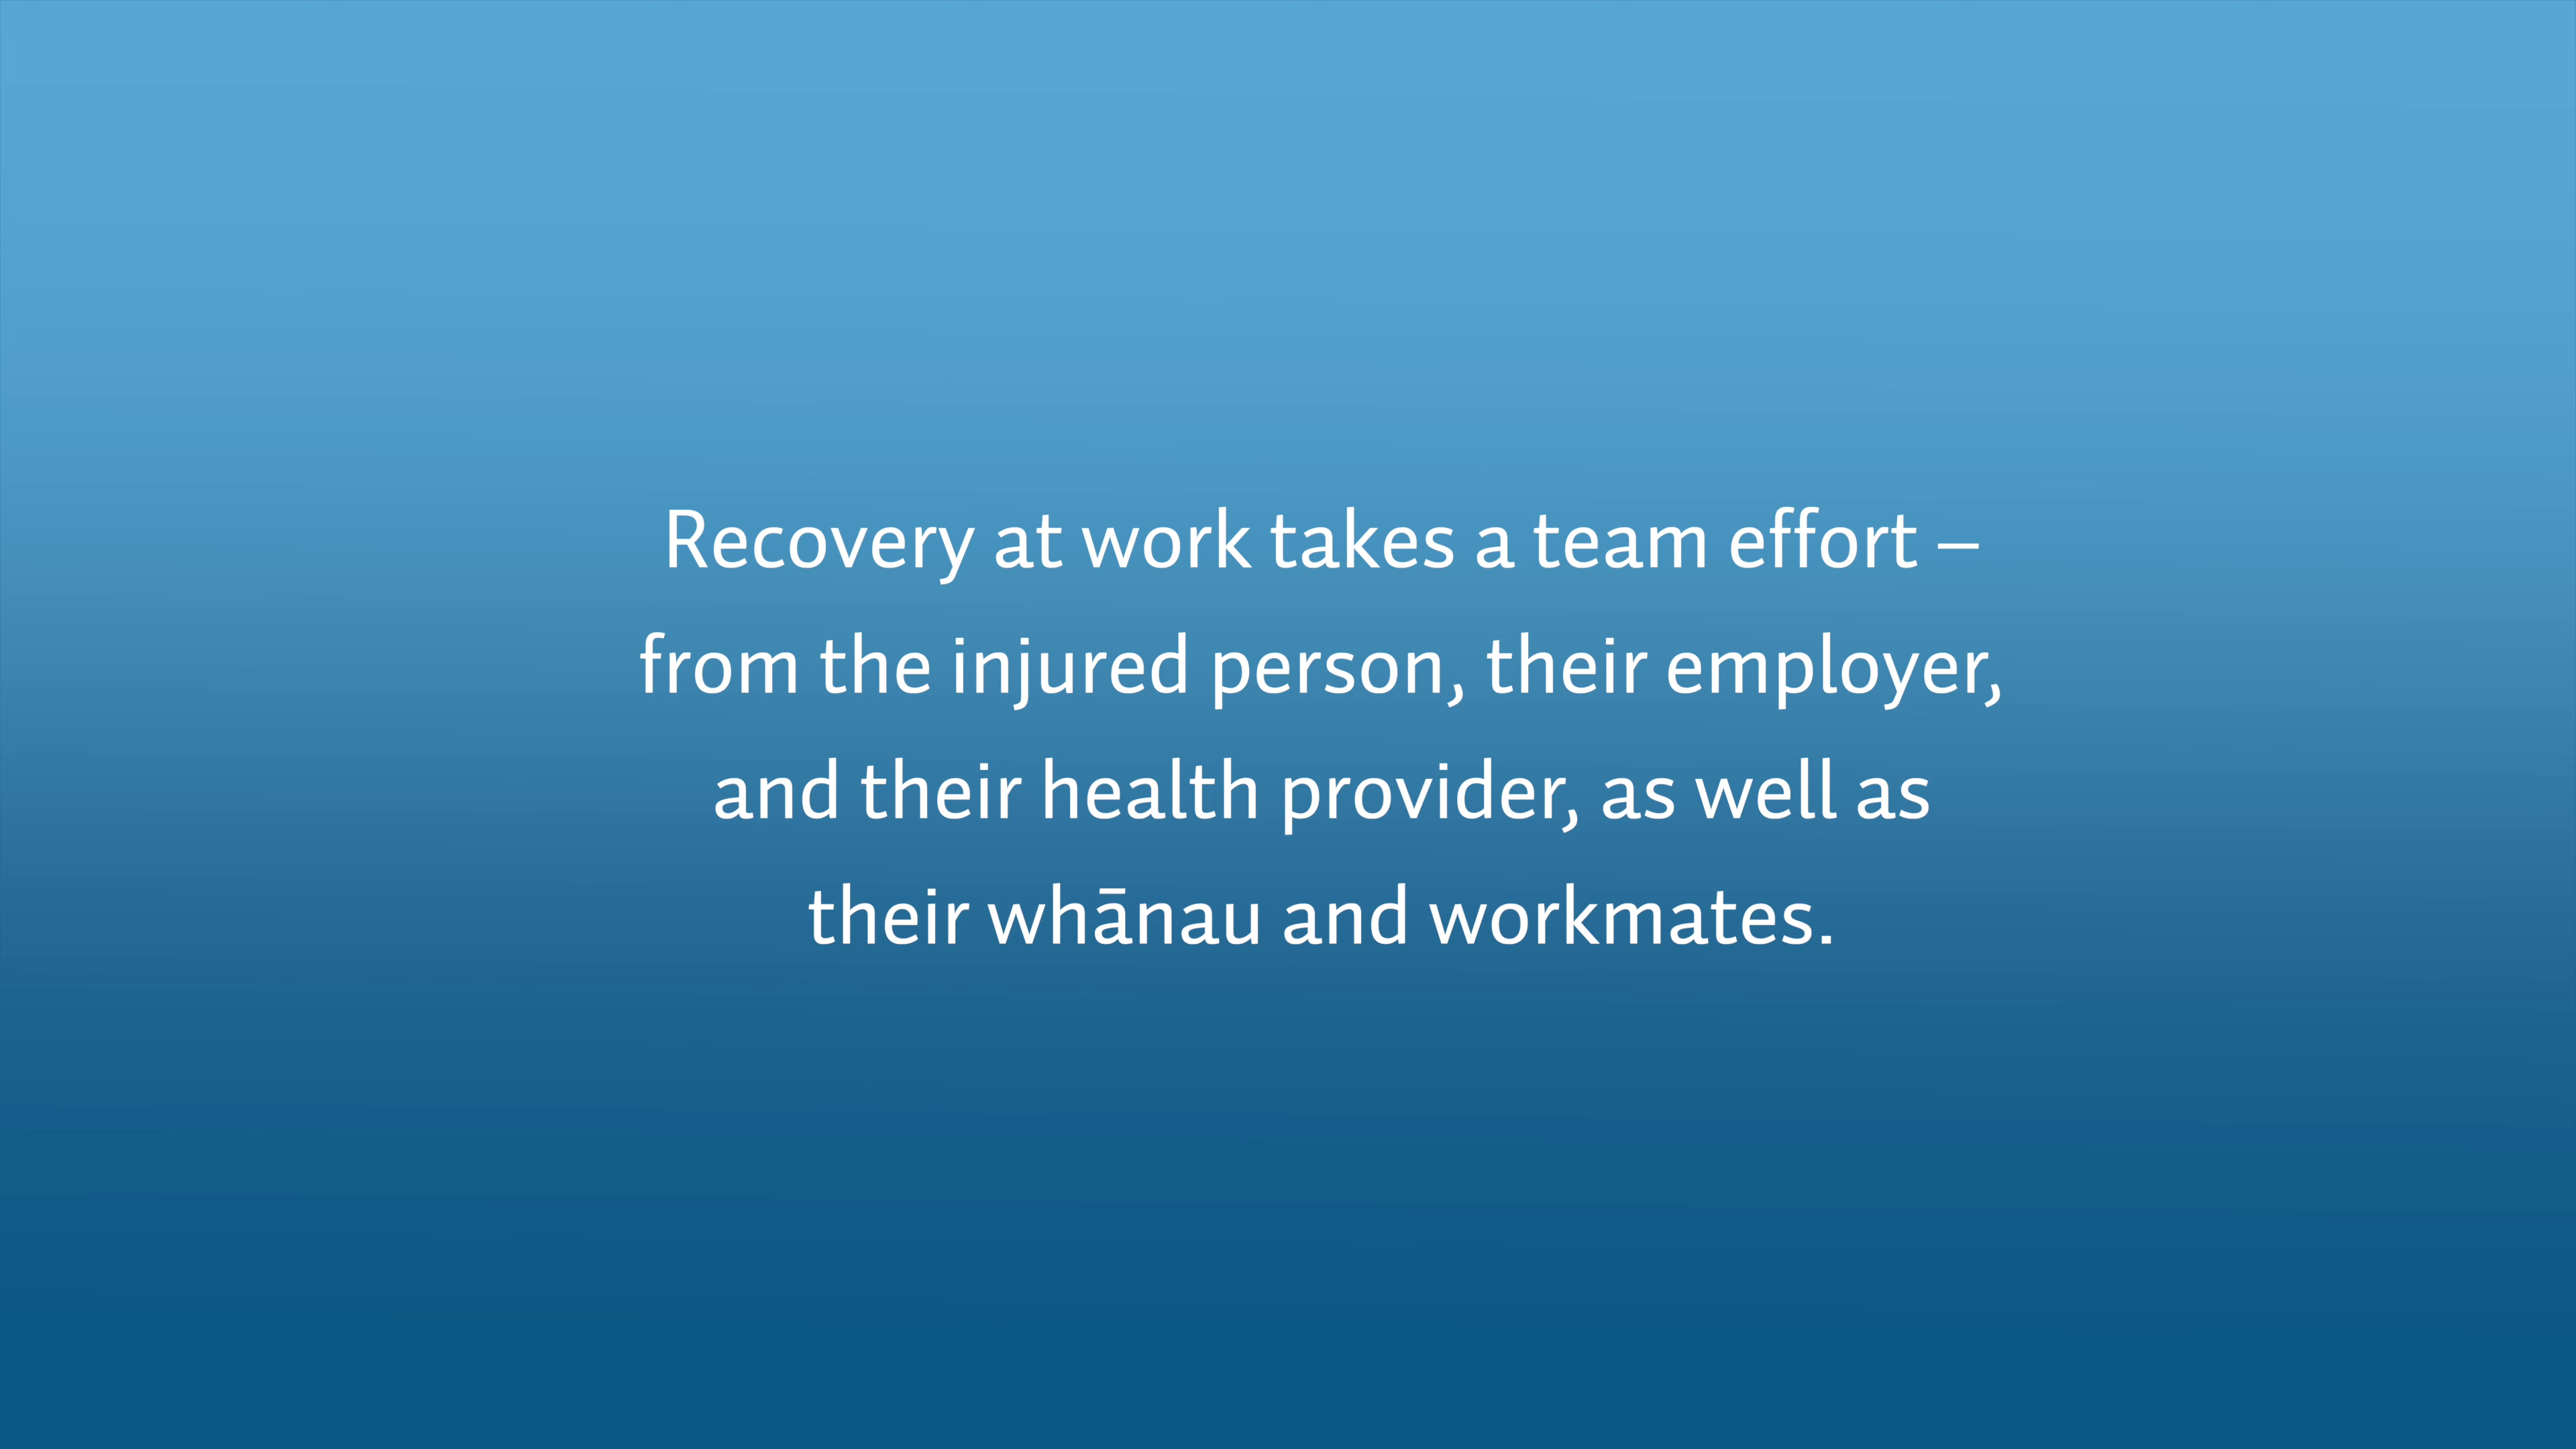 Recovery at work takes a team effort –
from the injured person, their employer,
and their health provider, as well as
their whānau and workmates.